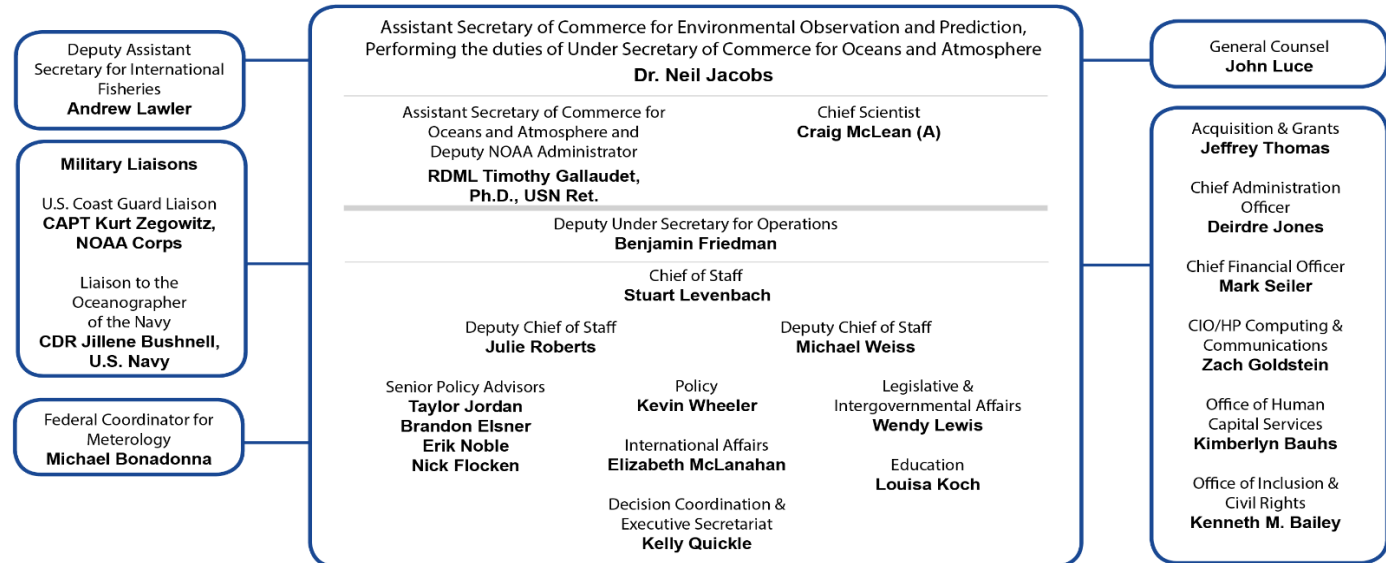 Deputy Assistant
Secretary for International
Fisheries
Andrew Lawler
Military Liaisons
U.S. Coast Guard Liaison
CAPT Kurt Zegowitz,
NOAA Corps
Liaison to the
Oceanographer
of the Navy
CDR Jillene Bushnell,
U.S. Navy
Federal Coordinator for
Meterology
Michael Bonadonna
Assistant Secretary of Commerce for Environmental Observation and Prediction,
Performing the duties of Under Secretary of Commerce for Oceans and Atmosphere
Dr. Neil Jacobs
Assistant Secretary of Commerce for
Oceans and Atmosphere and
Deputy NOAA Administrator
RDML Timothy Gallaudet,
Ph.D., USN Ret.
Chief Scientist
Craig McLean (A)
Deputy Under Secretary for Operations
Benjamin Friedman
Chief of Staff
Stuart Levenbach
Deputy Chief of Staff
Julie Roberts
Deputy Chief of Staff
Michael Weiss
Senior Policy Advisors
Taylor Jordan
Brandon Elsner
Erik Noble
Nick Flocken
Policy
Kevin Wheeler
International Affairs
Elizabeth McLanahan
Decision Coordination &
Executive Secretariat
Kelly Quickle
Legislative &
Intergovernmental Affairs
Wendy Lewis
Education
Louisa Koch
General Counsel
John Luce
Acquisition & Grants
Jeffrey Thomas
Chief Administration
Officer
Deirdre Jones
Chief Financial Officer
Mark Seiler
CIO/HP Computing &
Communications
Zach Goldstein
Office of Human
Capital Services
Kimberlyn Bauhs
Office of Inclusion &
Civil Rights
Kenneth M. Bailey